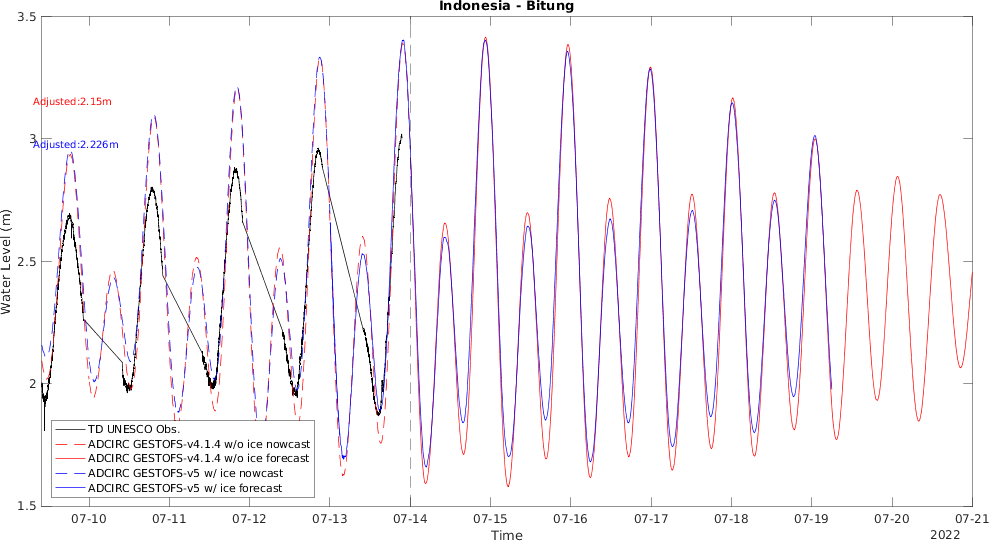 Indonesia - Bitung
3.5
Adjusted:2.15m
3
Adjusted:2.226m
Water Level (m)
2.5
2
1.5
TD UNESCO Obs.
ADCIRC GESTOFS-v4.1.4 w/o ice nowcast
ADCIRC GESTOFS-v4.1.4 w/o ice forecast
ADCIRC GESTOFS-v5 w/ ice nowcast
ADCIRC GESTOFS-v5 w/ ice forecast
07-10 07-11 07-12 07-13 07-14 07-15 07-16 07-17 07-18 07-19 07-20 07-21
Time
2022